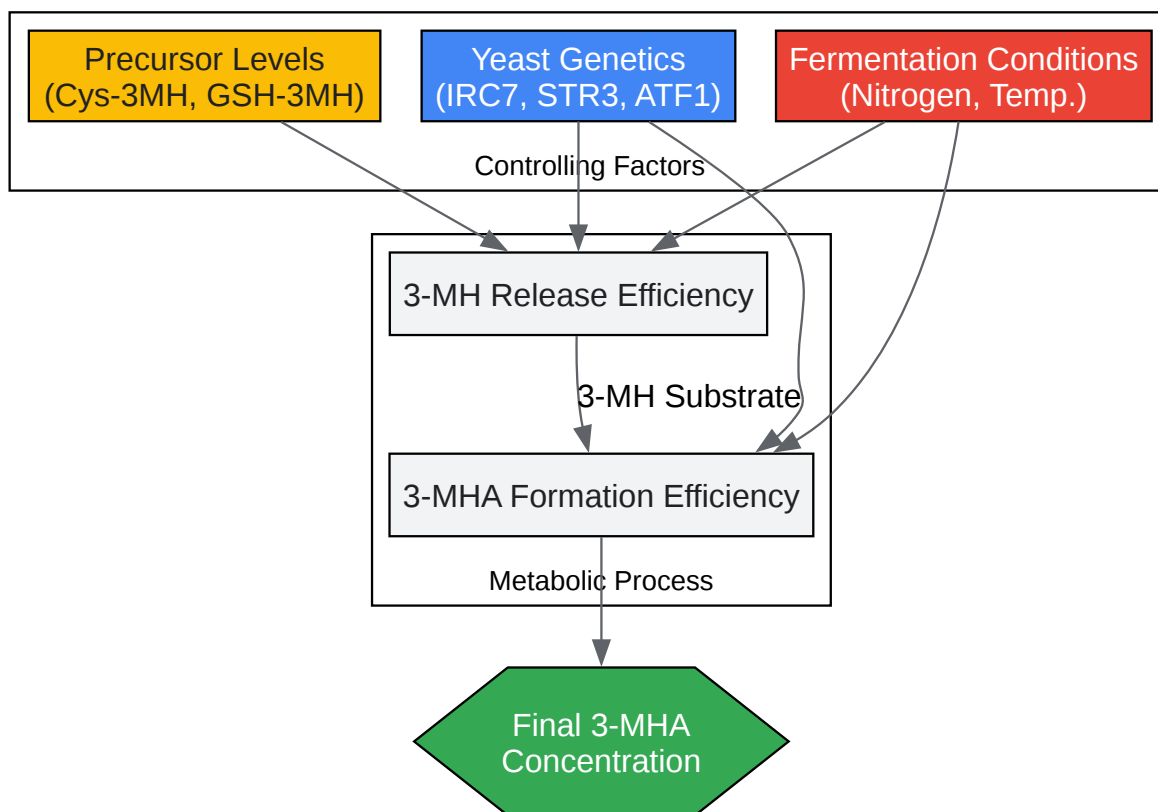 Precursor Levels
(Cys-3MH, GSH-3MH)
Yeast Genetics
(IRC7, STR3, ATF1)
Fermentation Conditions
(Nitrogen, Temp.)
Controlling Factors
3-MH Release Efficiency
3-MH Substrate
3-MHA Formation Efficiency
Metabolic Process
Final 3-MHA
Concentration